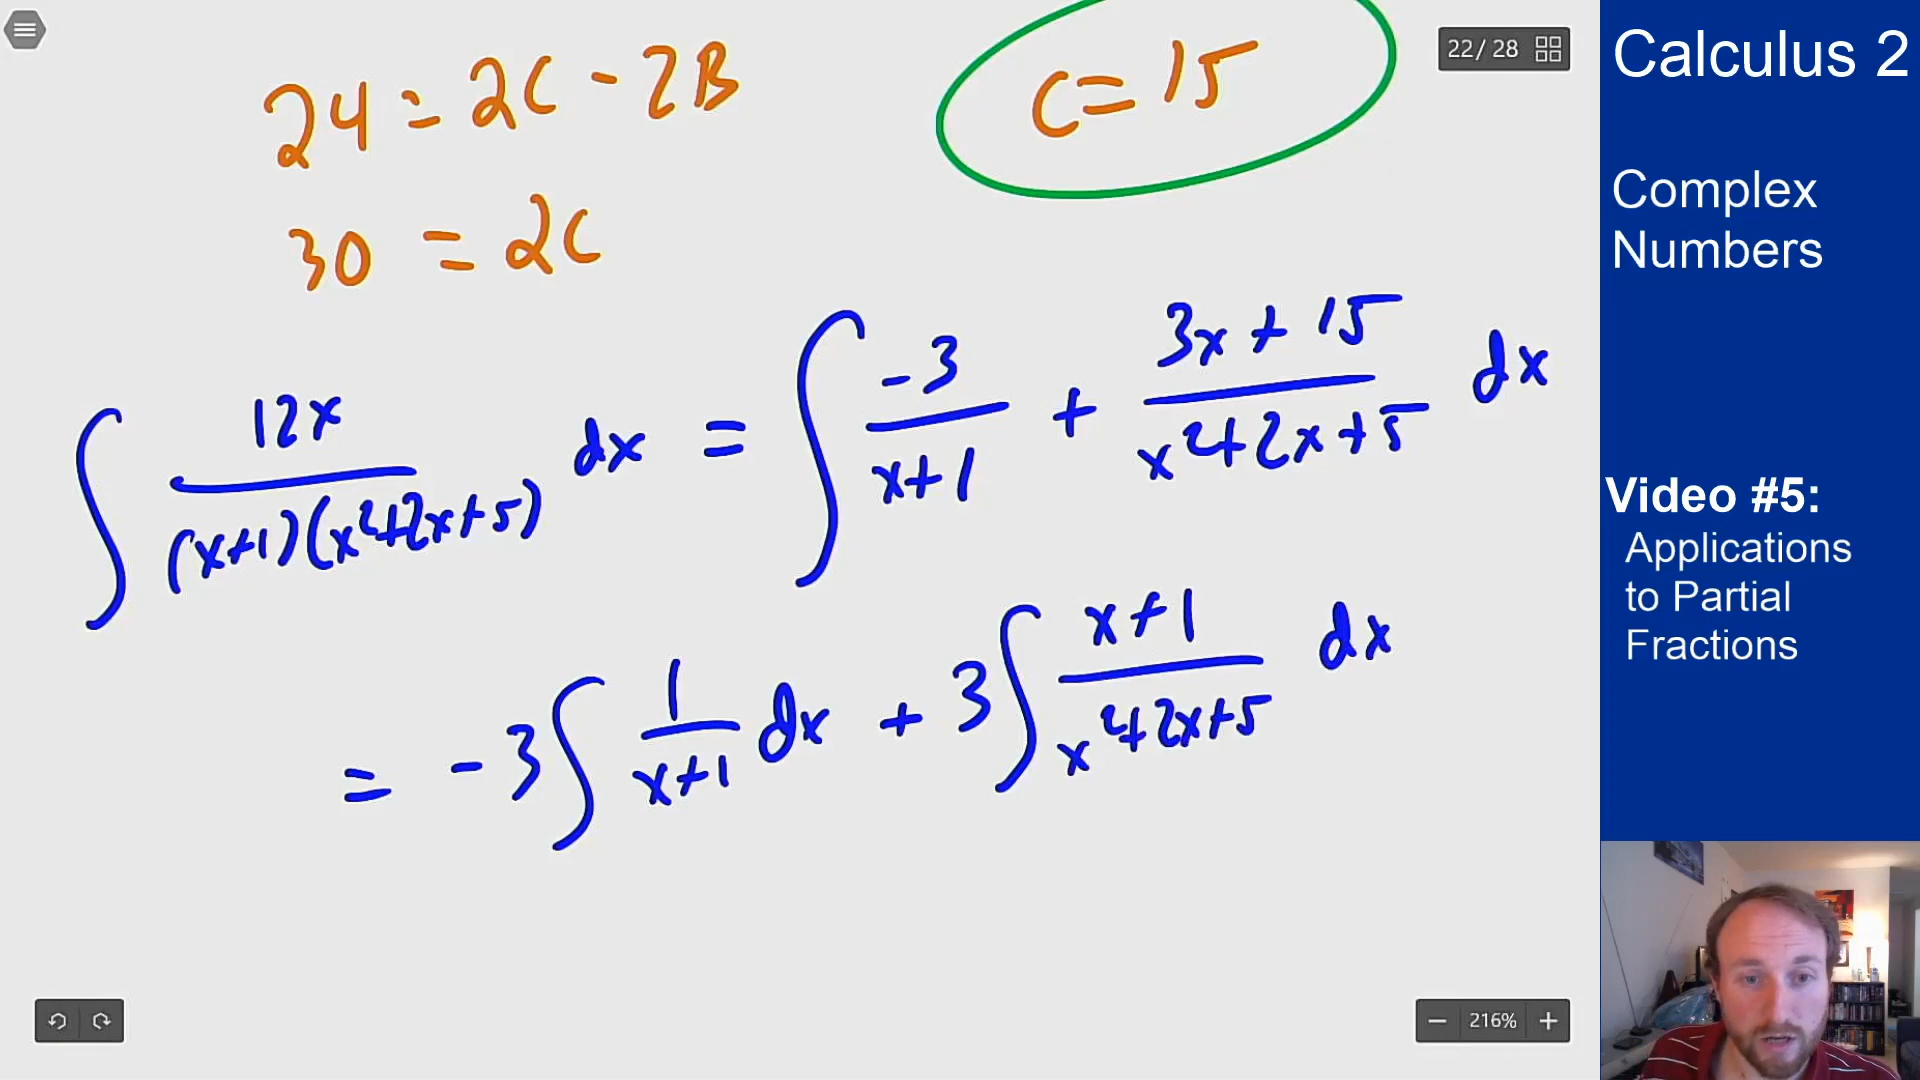 24 = 2C - 2B
C = 15
30 = 2C
∫ 12x / (x+1)(x²+2x+5) dx = ∫ -3 / x+1 + 3x+15 / x²+2x+5 dx
= -3 ∫ 1 / x+1 dx + 3 ∫ x+1 / x²+2x+5 dx
22/ 28
216%
Calculus 2
Complex
Numbers
Video #5:
Applications
to Partial
Fractions